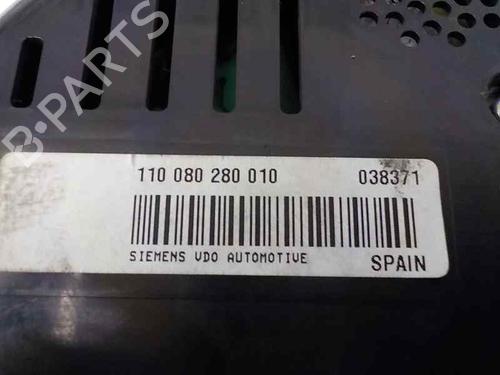 B-PARTS
110 080 280 010 038371
SIEMENS VDO AUTOMOTIVE SPAIN